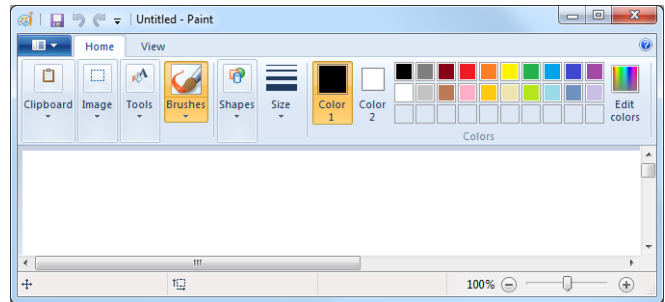 Untitled - Paint
Home View
Clipboard Image Tools Brushes Shapes Size Color 1 Color 2 Edit colors
Colors
100%